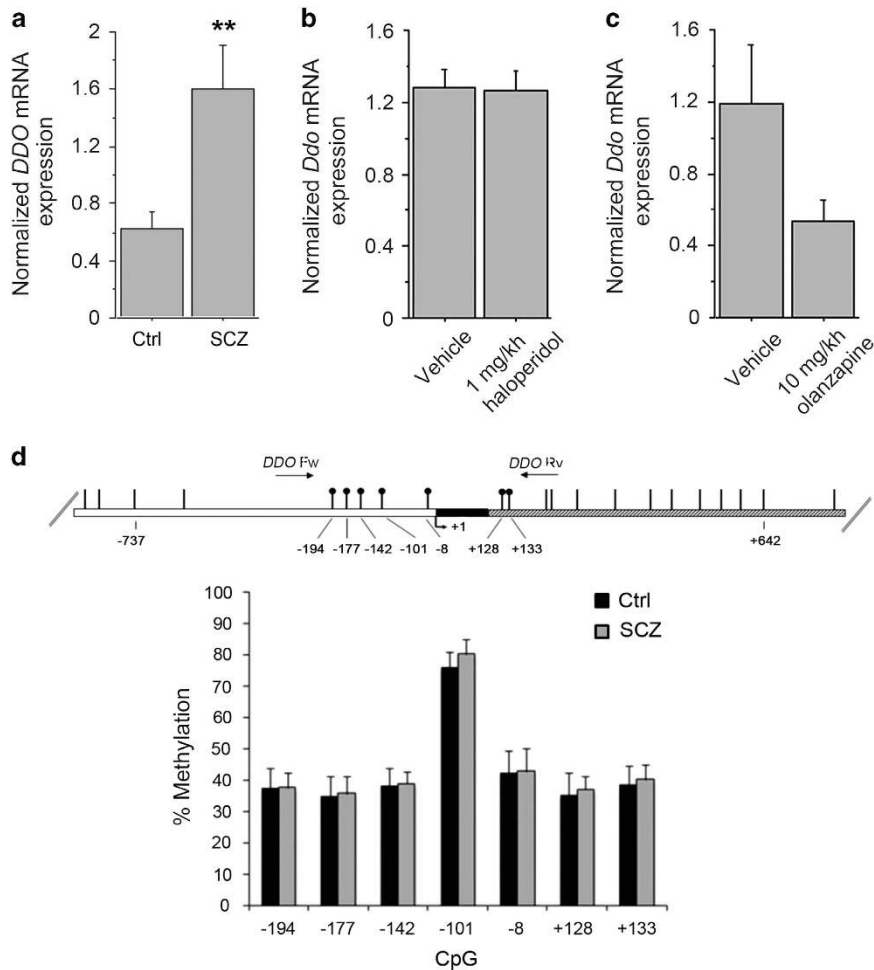 a
Normalized DDO mRNA
expression
2
1.6
1.2
0.8
0.4
0
**
Ctrl
SCZ
b
Normalized Ddo mRNA
expression
1.6
1.2
0.8
0.4
0
Vehicle
1 mg/kh
haloperidol
c
Normalized Ddo mRNA
expression
1.6
1.2
0.8
0.4
0
Vehicle
10 mg/kh
olanzapine
d
DDO Fw
DDO Rv
+1
-737
-194
-177
-142
-101
-8
+128
+133
+642
% Methylation
100
90
80
70
60
50
40
30
20
10
0
Ctrl
SCZ
-194
-177
-142
-101
-8
+128
+133
CpG